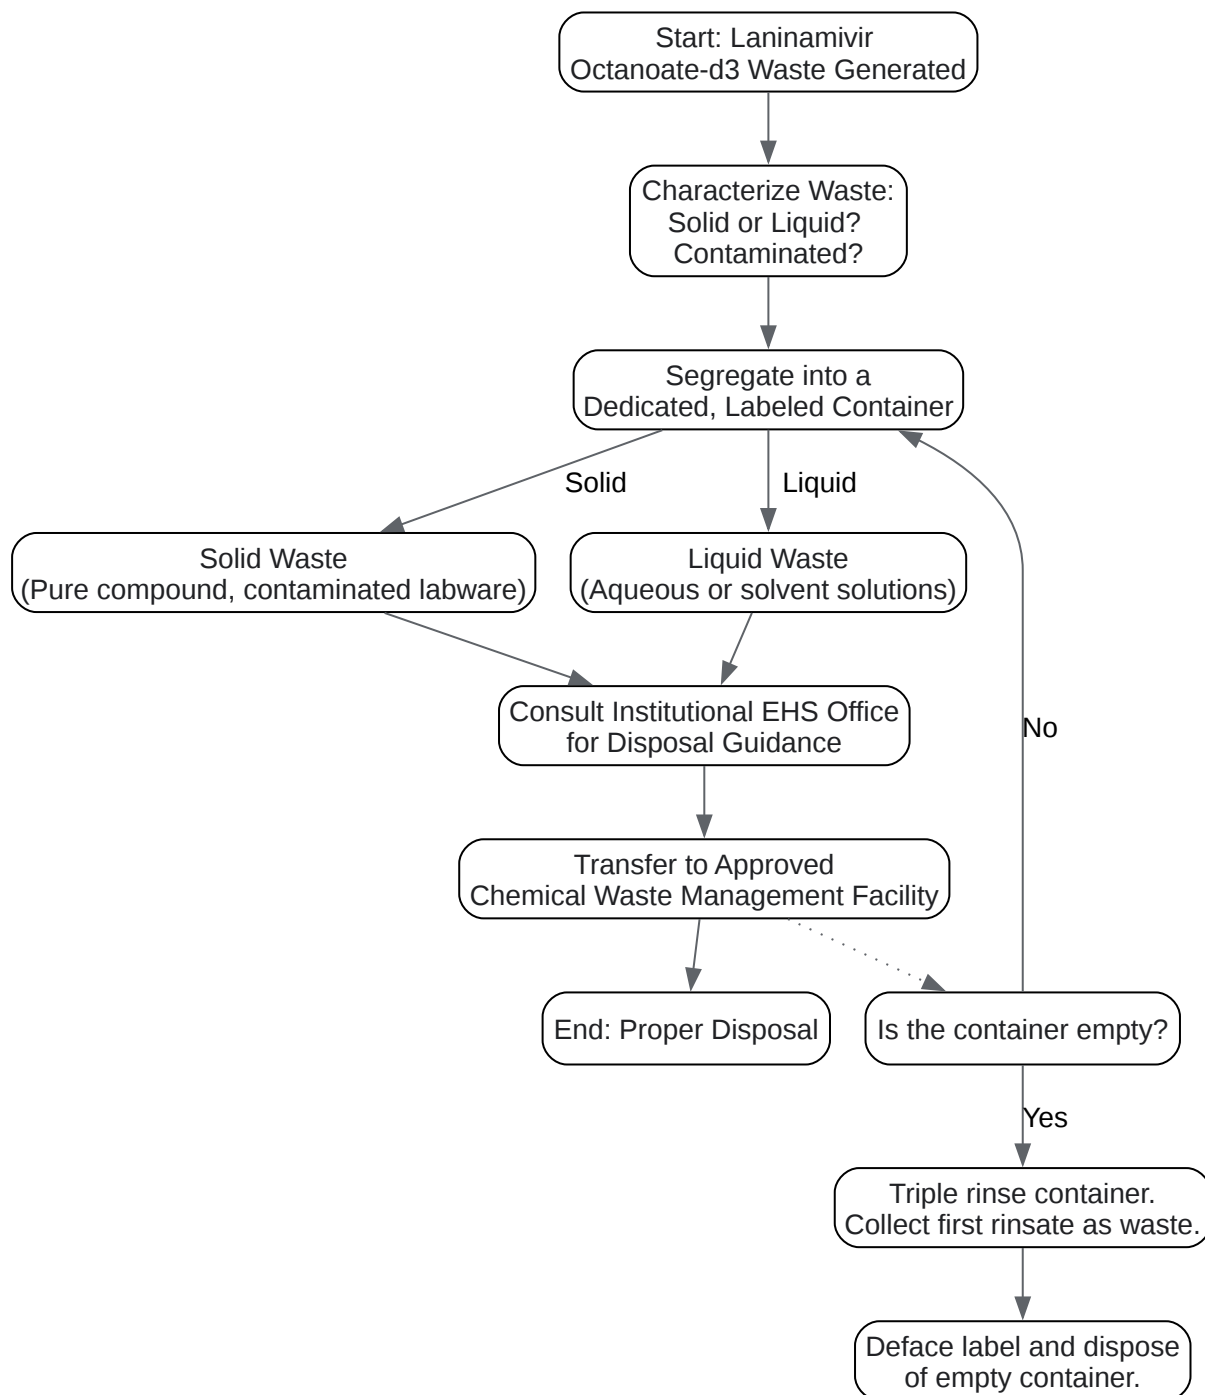 Start: Laninamivir
Octanoate-d3 Waste Generated
Characterize Waste:
Solid or Liquid?
Contaminated?
Segregate into a
Dedicated, Labeled Container
Solid
Liquid
Solid Waste
(Pure compound, contaminated labware)
Liquid Waste
(Aqueous or solvent solutions)
Consult Institutional EHS Office
for Disposal Guidance
No
Transfer to Approved
Chemical Waste Management Facility
End: Proper Disposal
Is the container empty?
Yes
Triple rinse container.
Collect first rinsate as waste.
Deface label and dispose
of empty container.